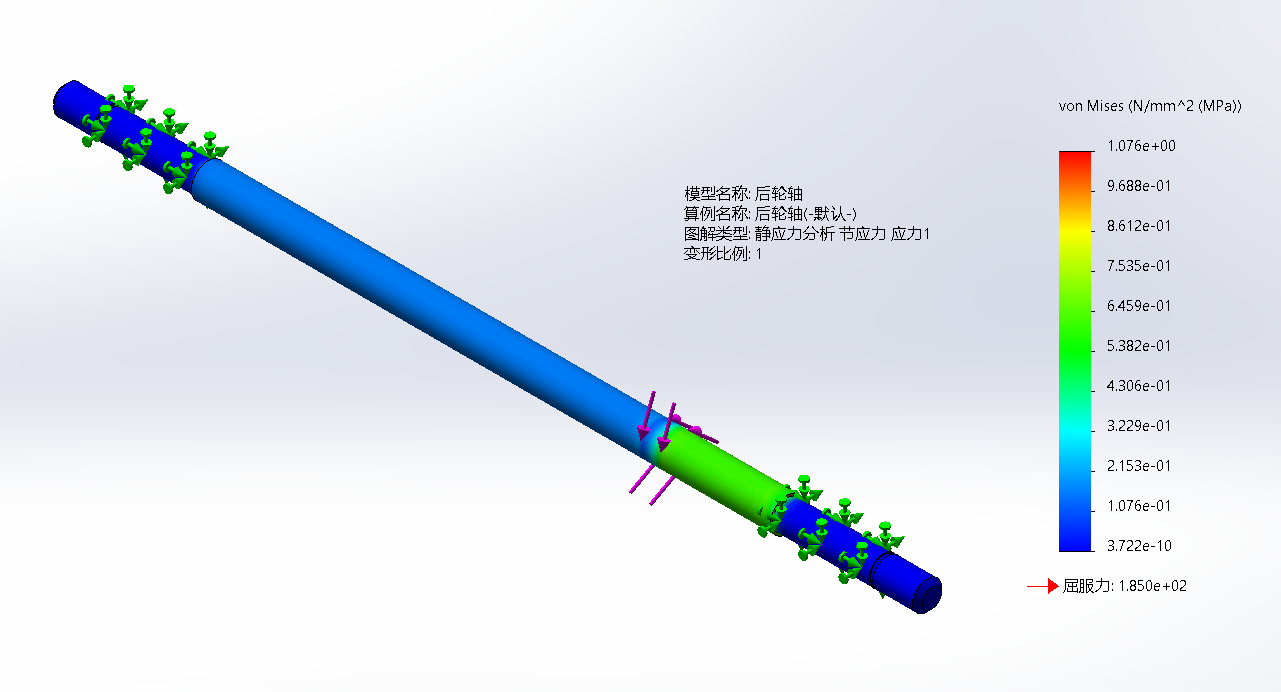 von Mises (N/mm^2 (MPa))
1.076e+00
9.688e-01
8.612e-01
7.535e-01
6.459e-01
5.382e-01
4.306e-01
3.229e-01
2.153e-01
1.076e-01
3.722e-10
屈服力: 1.850e+02
模型名称: 后轮轴
算例名称: 后轮轴(-默认-)
图解类型: 静应力分析 节应力 应力1
变形比例: 1